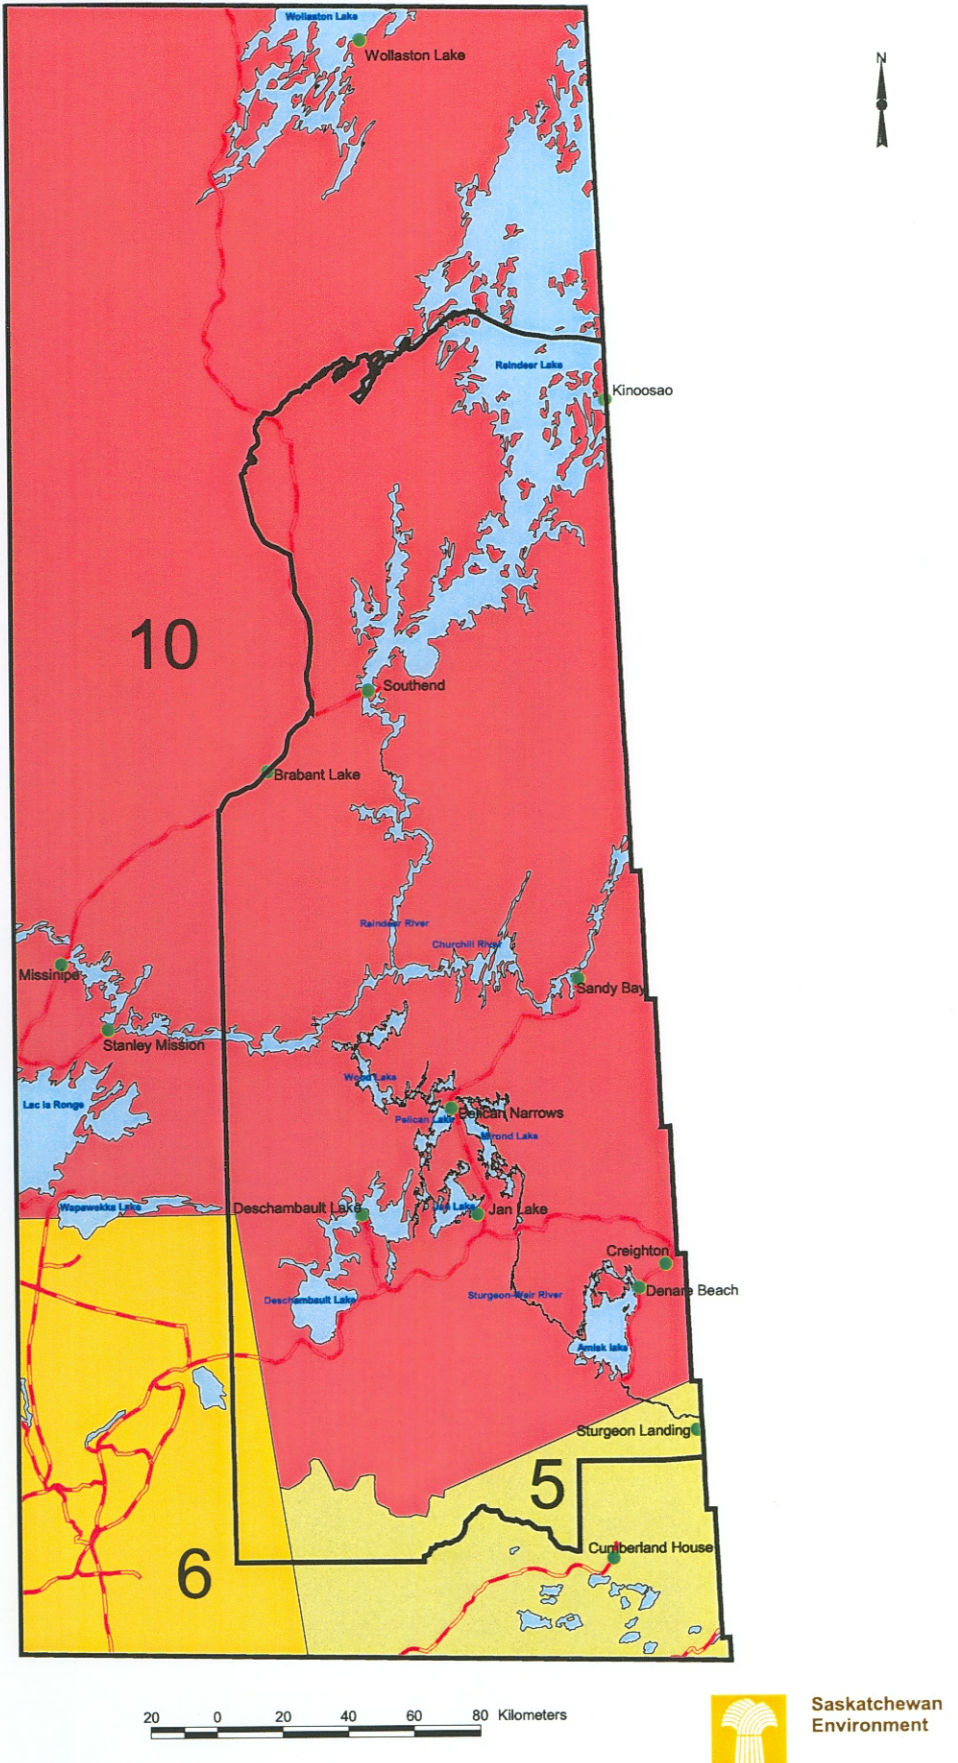 Wollaston Lake
Wollaston Lake
N
Reindeer Lake
Kinoosao
10
Southend
Brabant Lake
Reindeer River
Churchill River
Missinipe
Sandy Bay
Stanley Mission
Wood Lake
Lac la Ronge
Pelican Narrows
Pelican Lake
Mirond Lake
Wapawekka Lake
Deschambault Lake
Jan Lake
Jan Lake
Creighton
Denare Beach
Deschambault Lake
Sturgeon-Weir River
Amisk lake
Sturgeon Landing
5
Cumberland House
6
20 0 20 40 60 80 Kilometers
Saskatchewan
Environment